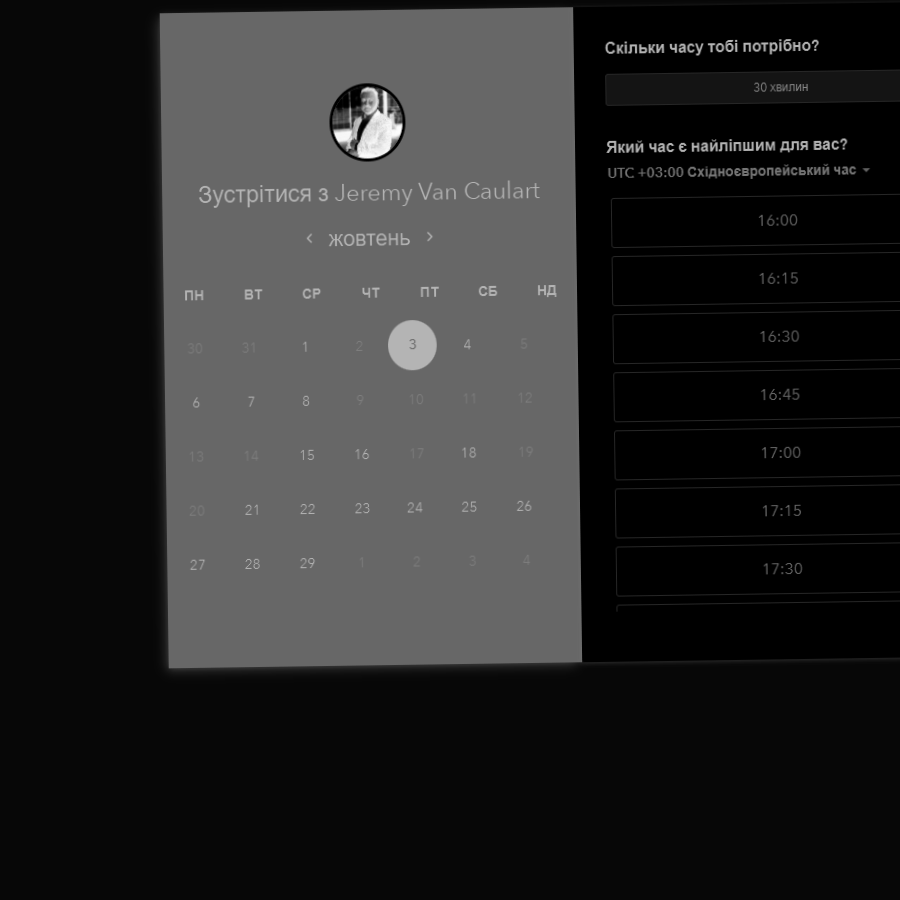 Зустрітися з Jeremy Van Caulart
жовтень
ПН ВТ СР ЧТ ПТ СБ НД
30 31 1 2 3 4 5
6 7 8 9 10 11 12
13 14 15 16 17 18 19
20 21 22 23 24 25 26
27 28 29 1 2 3 4
Скільки часу тобі потрібно?
30 хвилин
Який час є найліпшим для вас?
UTC +03:00 Східноєвропейський час
16:00
16:15
16:30
16:45
17:00
17:15
17:30